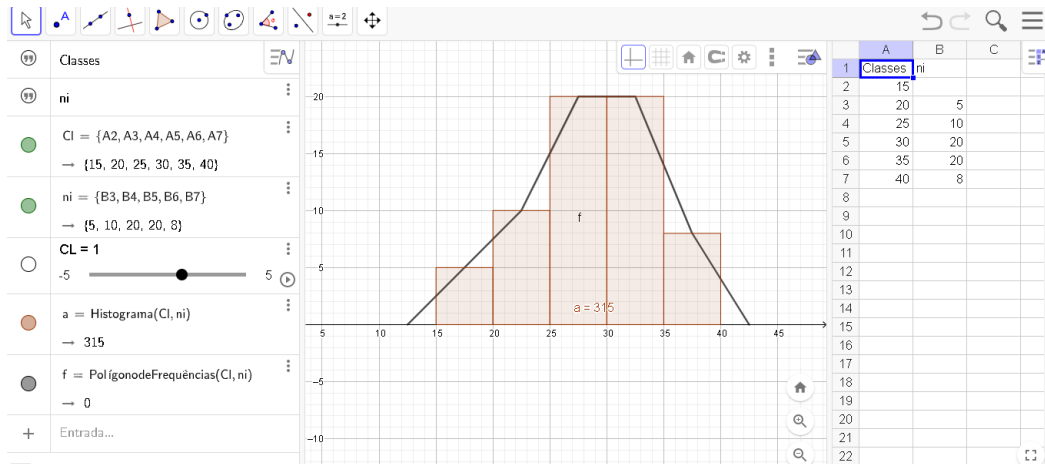 a=2
Classes
ni
Cl = {A2, A3, A4, A5, A6, A7}
→ {15, 20, 25, 30, 35, 40}
ni = {B3, B4, B5, B6, B7}
→ {5, 10, 20, 20, 8}
CL = 1
-5 5
a = Histograma(Cl, ni)
→ 315
f = PolígonodeFrequências(Cl, ni)
→ 0
+ Entrada...
20
15
10
5
-5
-10
5 10 15 20 25 30 35 40 45
f
a = 315
A B C
1 Classes ni
2 15
3 20 5
4 25 10
5 30 20
6 35 20
7 40 8
8
9
10
11
12
13
14
15
16
17
18
19
20
21
22